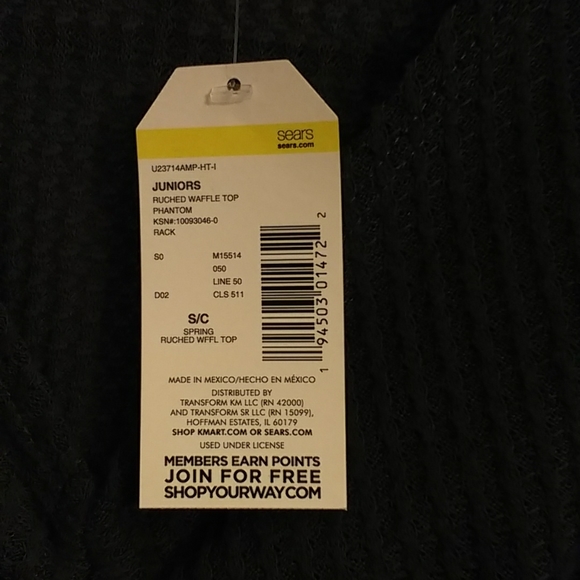 sears
sears.com
U23714AMP-HT-I
JUNIORS
RUCHED WAFFLE TOP
PHANTOM
KSN#:10093046-0
RACK
S0 M15514
050
LINE 50
D02 CLS 511
S/C
SPRING
RUCHED WFFL TOP
1 94503 01472 2
MADE IN MEXICO/HECHO EN MÉXICO
DISTRIBUTED BY
TRANSFORM KM LLC (RN 42000)
AND TRANSFORM SR LLC (RN 15099),
HOFFMAN ESTATES, IL 60179
SHOP KMART.COM OR SEARS.COM
USED UNDER LICENSE
MEMBERS EARN POINTS
JOIN FOR FREE
SHOPYOURWAY.COM